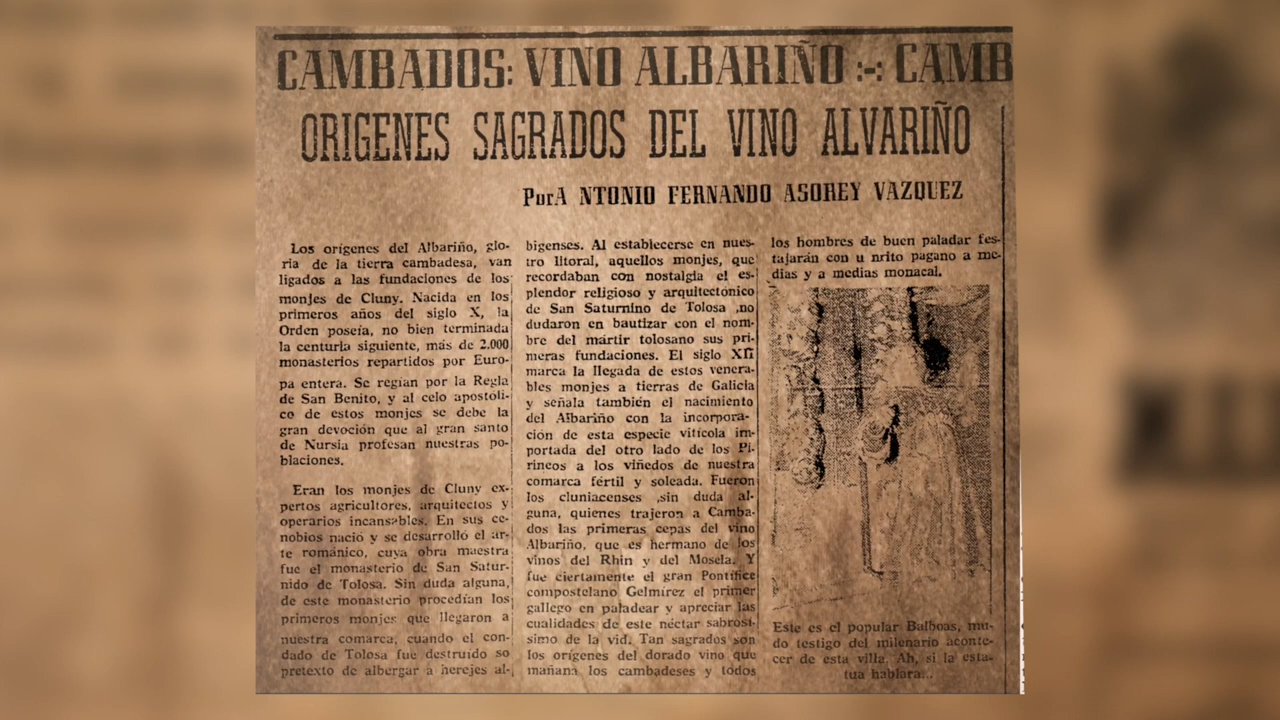 CAMBADOS: VINO ALBARIÑO :-: CAMB
ORIGENES SAGRADOS DEL VINO ALVARIÑO
PorA NTONIO FERNANDO ASOREY VAZQUEZ
Los orígenes del Albariño, glo-
ria de la tierra cambadesa, van
ligados a las fundaciones de los
monjes de Cluny. Nacida en los
primeros años del siglo X, la
Orden poseía, no bien terminada
la centuria siguiente, más de 2.000
monasterios repartidos por Euro-
pa entera. Se regían por la Regla
de San Benito, y al celo apostóli-
co de estos monjes se debe la
gran devoción que al gran santo
de Nursia profesan nuestras po-
blaciones.
Eran los monjes de Cluny ex-
pertos agricultores, arquitectos y
operarios incansables. En sus ce-
nobios nació y se desarrolló el ar-
te románico, cuya obra maestra
fue el monasterio de San Satur-
nido de Tolosa. Sin duda alguna,
de este monasterio procedían los
primeros monjes que llegaron a
nuestra comarca, cuando el con-
dado de Tolosa fue destruído so
pretexto de albergar a herejes al-
bigenses. Al establecerse en nues-
tro litoral, aquellos monjes, que
recordaban con nostalgia el es-
plendor religioso y arquitectónico
de San Saturnino de Tolosa ,no
dudaron en bautizar con el nom-
bre del mártir tolosano sus pri-
meras fundaciones. El siglo XII
marca la llegada de estos venera-
bles monjes a tierras de Galicia
y señala también el nacimiento
del Albariño con la incorpora-
ción de esta especie vitícola im-
portada del otro lado de los Pi-
rineos a los viñedos de nuestra
comarca fértil y soleada. Fueron
los cluniacenses ,sin duda al-
guna, quienes trajeron a Camba-
dos las primeras cepas del vino
Albariño, que es hermano de los
vinos del Rhin y del Mosela. Y
fue ciertamente el gran Pontífice
compostelano Gelmírez el primer
gallego en paladear y apreciar las
cualidades de este néctar sabrosí-
simo de la vid. Tan sagrados son
los orígenes del dorado vino que
mañana los cambadeses y todos
los hombres de buen paladar fes-
tajarán con u nrito pagano a me-
dias y a medias monacal.
Este es el popular Balboas, mu-
do testigo del milenario aconte-
cer de esta villa. Ah, si la esta-
tua hablara...